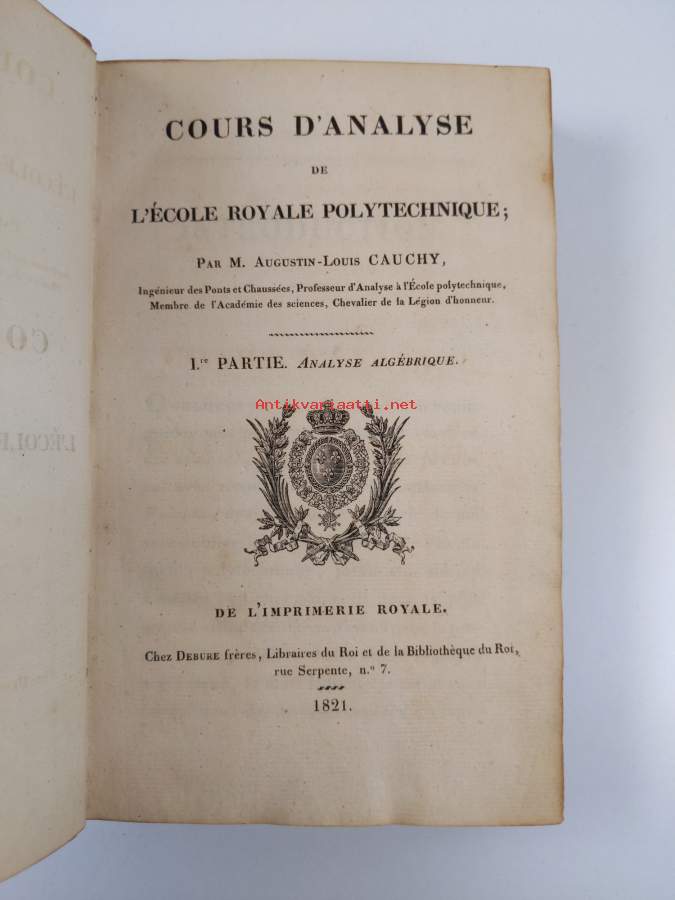 COURS D'ANALYSE
DE
L'ÉCOLE ROYALE POLYTECHNIQUE;
PAR M. AUGUSTIN-LOUIS CAUCHY,
Ingénieur des Ponts et Chaussées, Professeur d'Analyse à l'École polytechnique,
Membre de l'Académie des sciences, Chevalier de la Légion d'honneur.
I.re PARTIE. ANALYSE ALGÉBRIQUE.
Antikvariaatti.net
DE L'IMPRIMERIE ROYALE.
Chez DEBURE frères, Libraires du Roi et de la Bibliothèque du Roi,
rue Serpente, n.o 7.
1821.